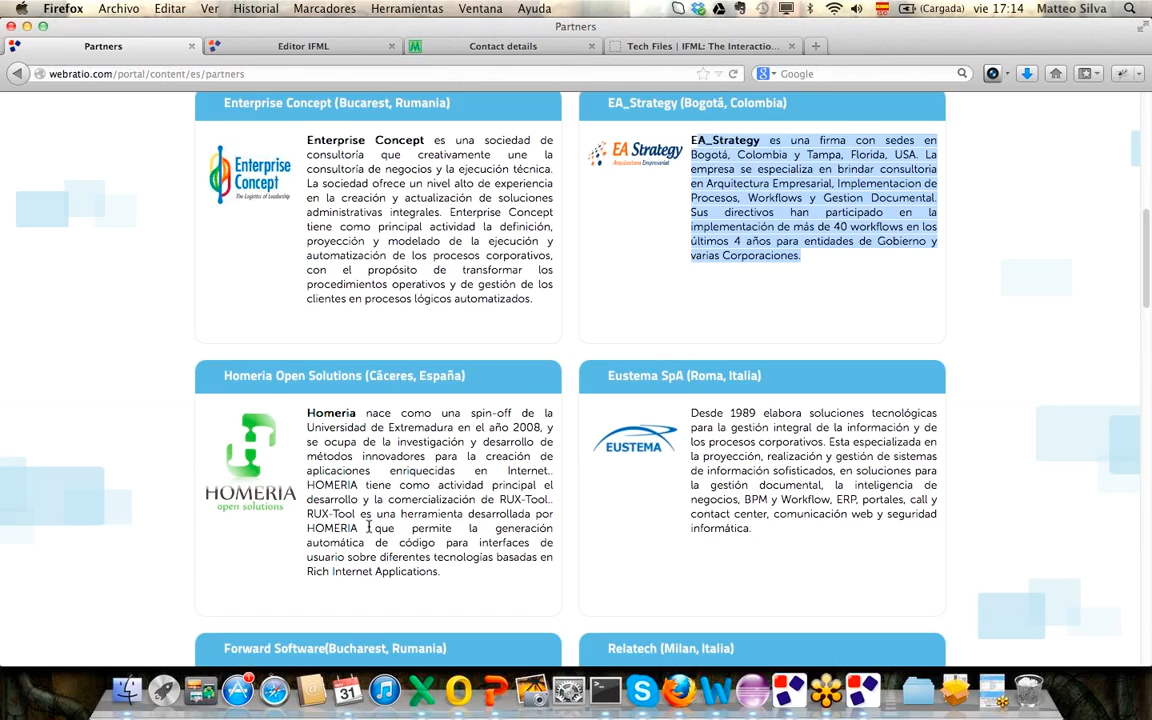 Firefox Archivo Editar Ver Historial Marcadores Herramientas Ventana Ayuda (Cargada) vie 17:14 Matteo Silva
Partners
Partners Editor IFML Contact details Tech Files | IFML: The Interactio...
webratio.com/portal/content/es/partners Google
Enterprise Concept (Bucarest, Rumania)
Enterprise
Concept
The Logistics of Leadership
Enterprise Concept es una sociedad de
consultoría que creativamente une la
consultoría de negocios y la ejecución técnica.
La sociedad ofrece un nivel alto de experiencia
en la creación y actualización de soluciones
administrativas integrales. Enterprise Concept
tiene como principal actividad la definición,
proyección y modelado de la ejecución y
automatización de los procesos corporativos,
con el propósito de transformar los
procedimientos operativos y de gestión de los
clientes en procesos lógicos automatizados.
EA_Strategy (Bogotá, Colombia)
EA Strategy
Arquitectura Empresarial
EA_Strategy es una firma con sedes en
Bogotá, Colombia y Tampa, Florida, USA. La
empresa se especializa en brindar consultoria
en Arquitectura Empresarial, Implementacion de
Procesos, Workflows y Gestion Documental.
Sus directivos han participado en la
implementación de más de 40 workflows en los
últimos 4 años para entidades de Gobierno y
varias Corporaciones.
Homeria Open Solutions (Cáceres, España)
HOMERIA
open solutions
Homeria nace como una spin-off de la
Universidad de Extremadura en el año 2008, y
se ocupa de la investigación y desarrollo de
métodos innovadores para la creación de
aplicaciones enriquecidas en Internet..
HOMERIA tiene como actividad principal el
desarrollo y la comercialización de RUX-Tool..
RUX-Tool es una herramienta desarrollada por
HOMERIA que permite la generación
automática de código para interfaces de
usuario sobre diferentes tecnologías basadas en
Rich Internet Applications.
Eustema SpA (Roma, Italia)
EUSTEMA
Desde 1989 elabora soluciones tecnológicas
para la gestión integral de la información y de
los procesos corporativos. Esta especializada en
la proyección, realización y gestión de sistemas
de información sofisticados, en soluciones para
la gestión documental, la inteligencia de
negocios, BPM y Workflow, ERP, portales, call y
contact center, comunicación web y seguridad
informática.
Forward Software(Bucharest, Rumania)
Relatech (Milan, Italia)